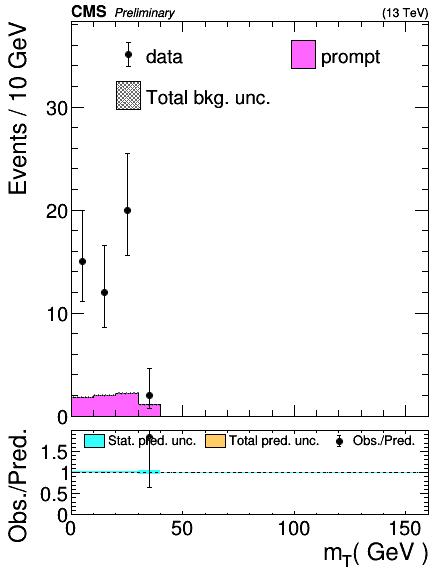 CMS Preliminary (13 TeV)
Events / 10 GeV
data
prompt
Total bkg. unc.
30
20
10
0
Obs./Pred.
Stat. pred. unc.
Total pred. unc.
Obs./Pred.
1.5
1
0.5
0
0 50 100 150
mT( GeV )